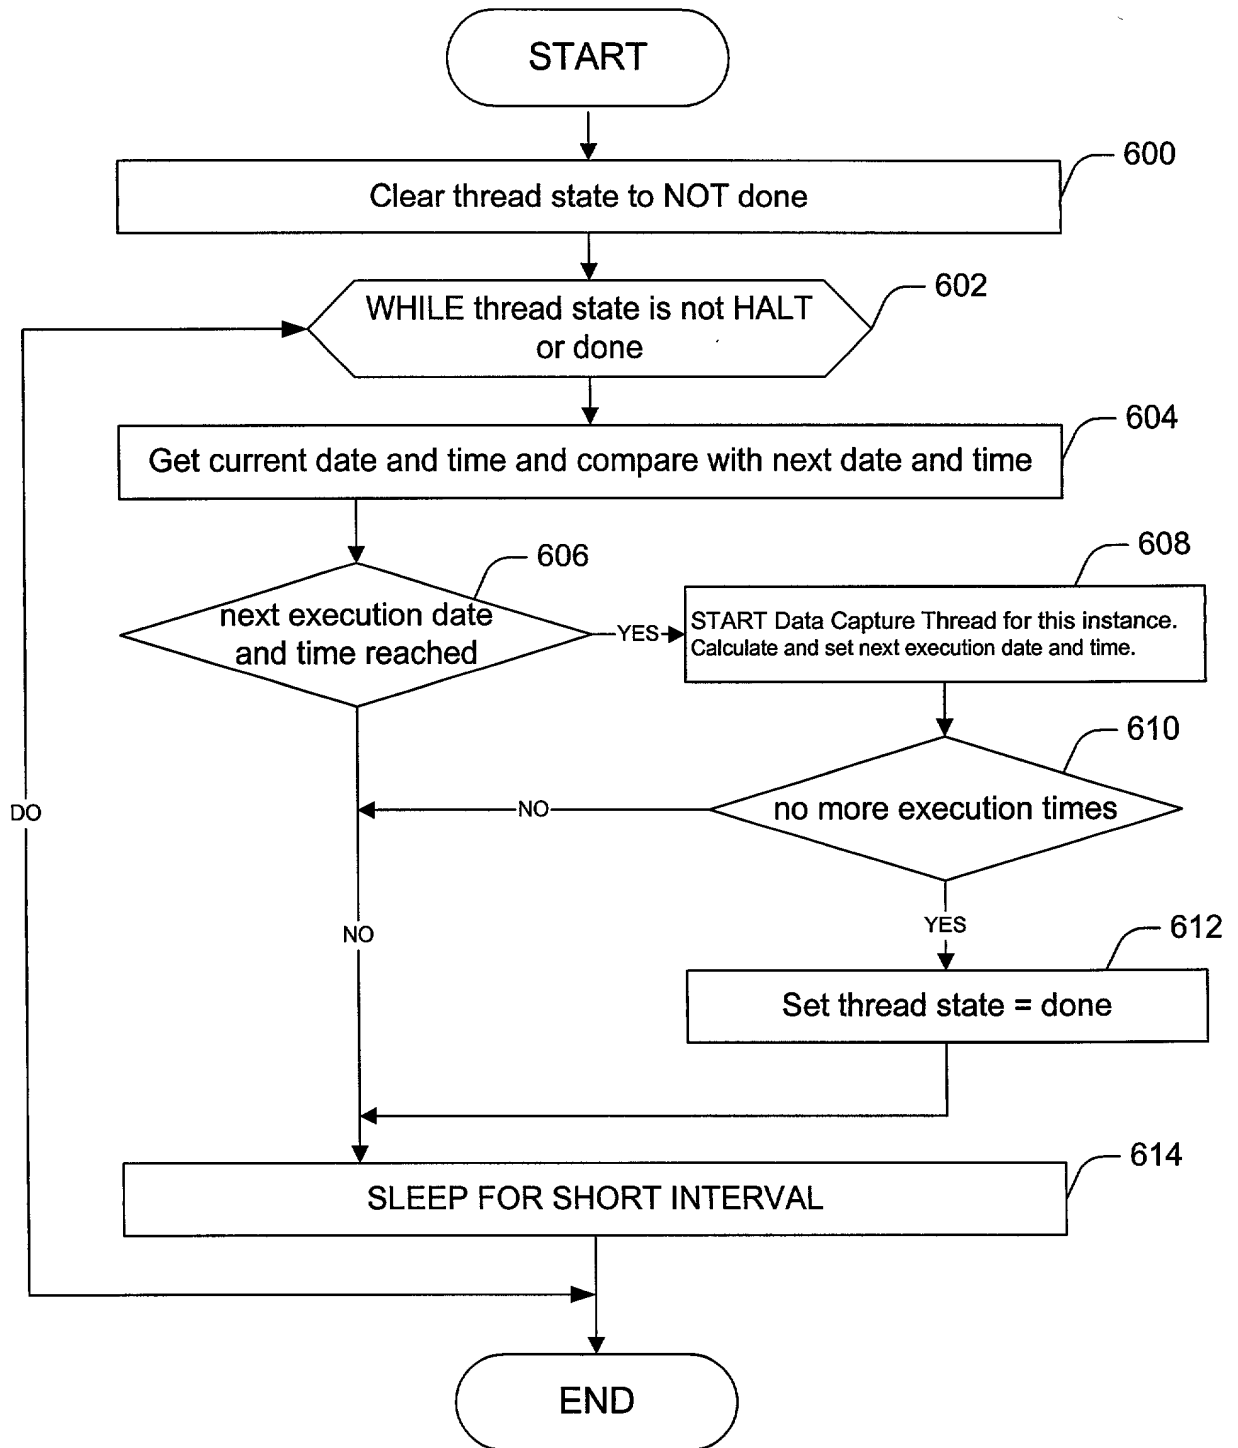 START
600
Clear thread state to NOT done
602
WHILE thread state is not HALT
or done
604
Get current date and time and compare with next date and time
606
608
next execution date
and time reached
YES
START Data Capture Thread for this instance.
Calculate and set next execution date and time.
610
DO
NO
no more execution times
NO
YES
612
Set thread state = done
614
SLEEP FOR SHORT INTERVAL
END